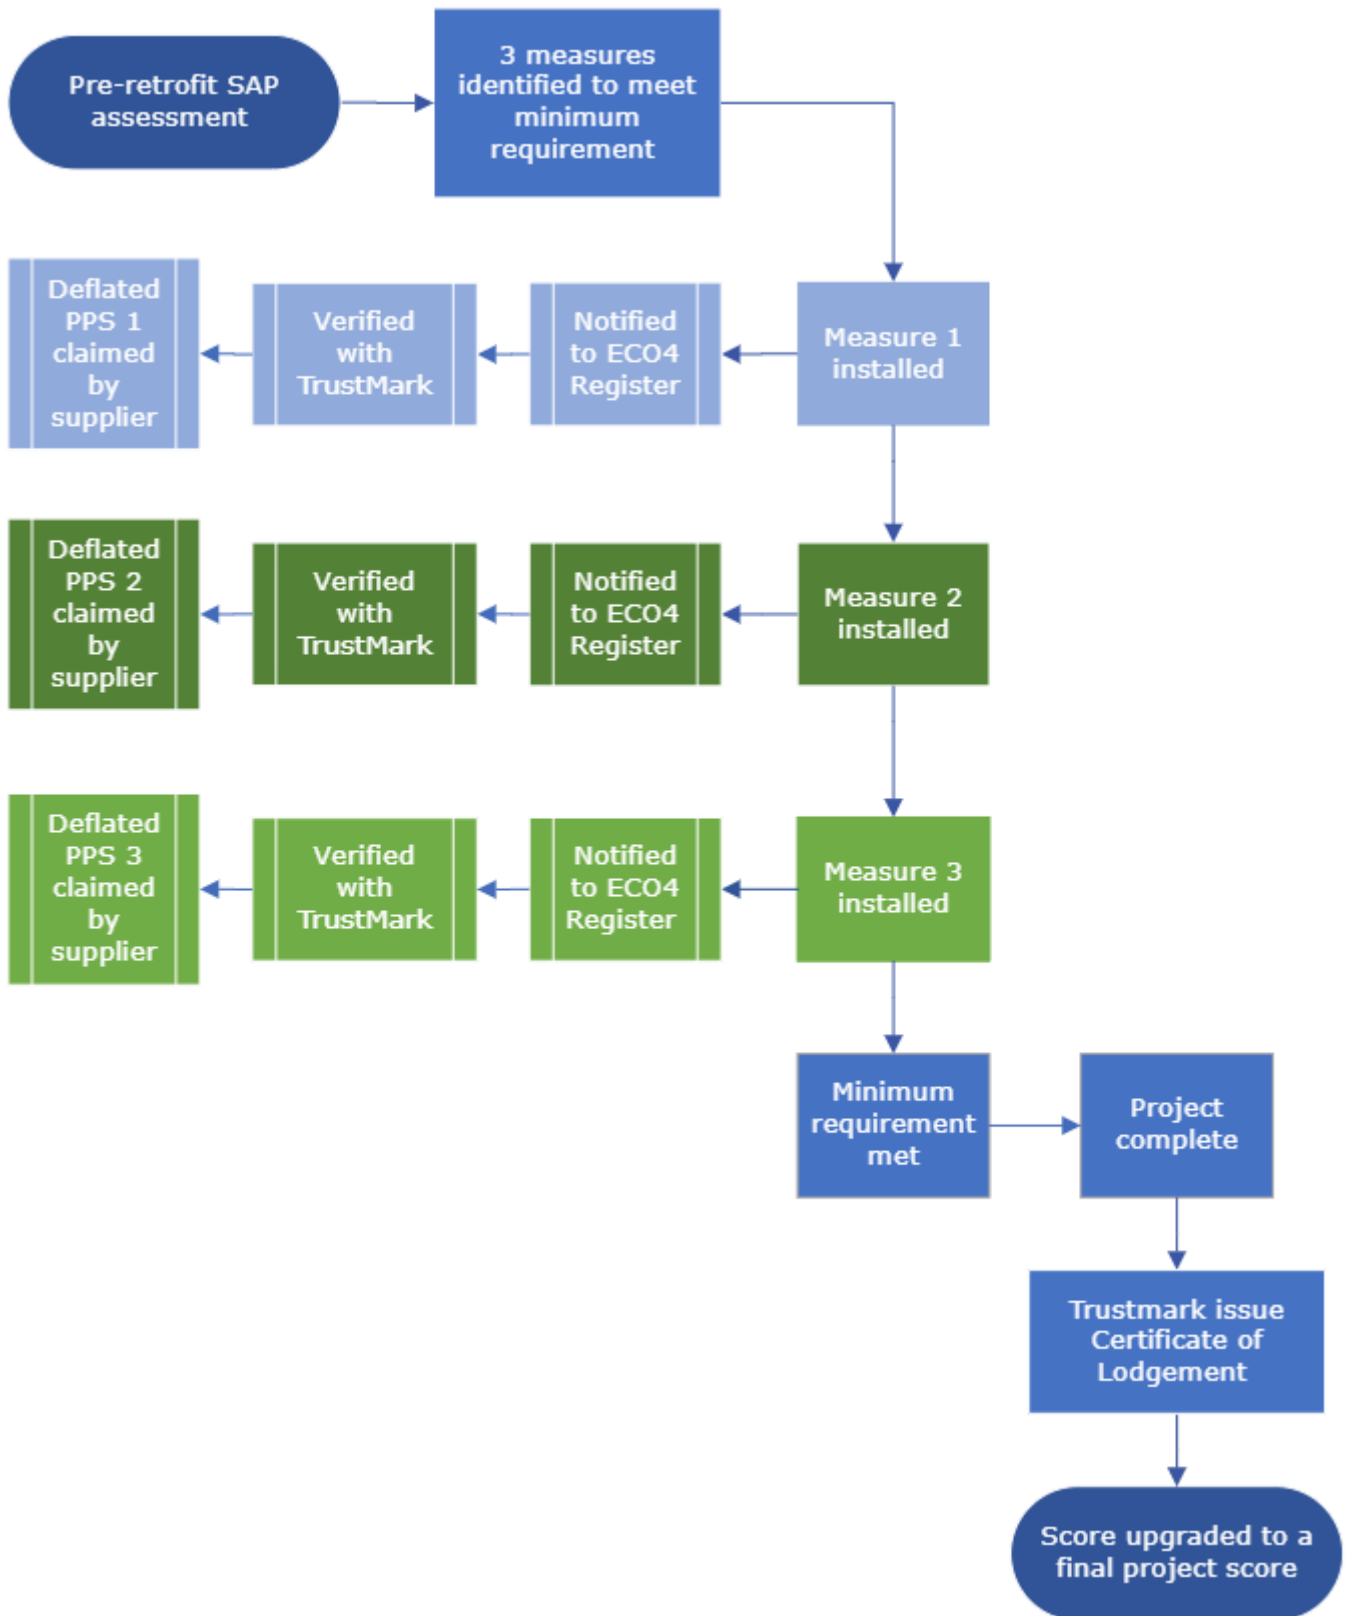 Pre-retrofit SAP
assessment
3 measures
identified to meet
minimum
requirement
Deflated
PPS 1
claimed
by
supplier
Verified
with
TrustMark
Notified
to ECO4
Register
Measure 1
installed
Deflated
PPS 2
claimed
by
supplier
Verified
with
TrustMark
Notified
to ECO4
Register
Measure 2
installed
Deflated
PPS 3
claimed
by
supplier
Verified
with
TrustMark
Notified
to ECO4
Register
Measure 3
installed
Minimum
requirement
met
Project
complete
Trustmark issue
Certificate of
Lodgement
Score upgraded to a
final project score